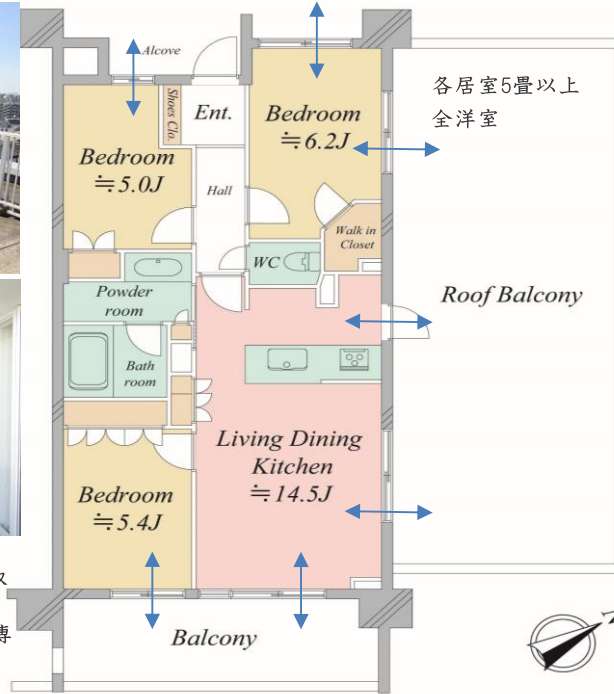 Alcove
各居室5畳以上
全洋室
Shoes Clo.
Ent.
Bedroom
≒6.2J
Bedroom
≒5.0J
Hall
Walk in
Closet
WC
Powder
room
Roof Balcony
Bath
room
Living Dining
Kitchen
≒14.5J
Bedroom
≒5.4J
Balcony